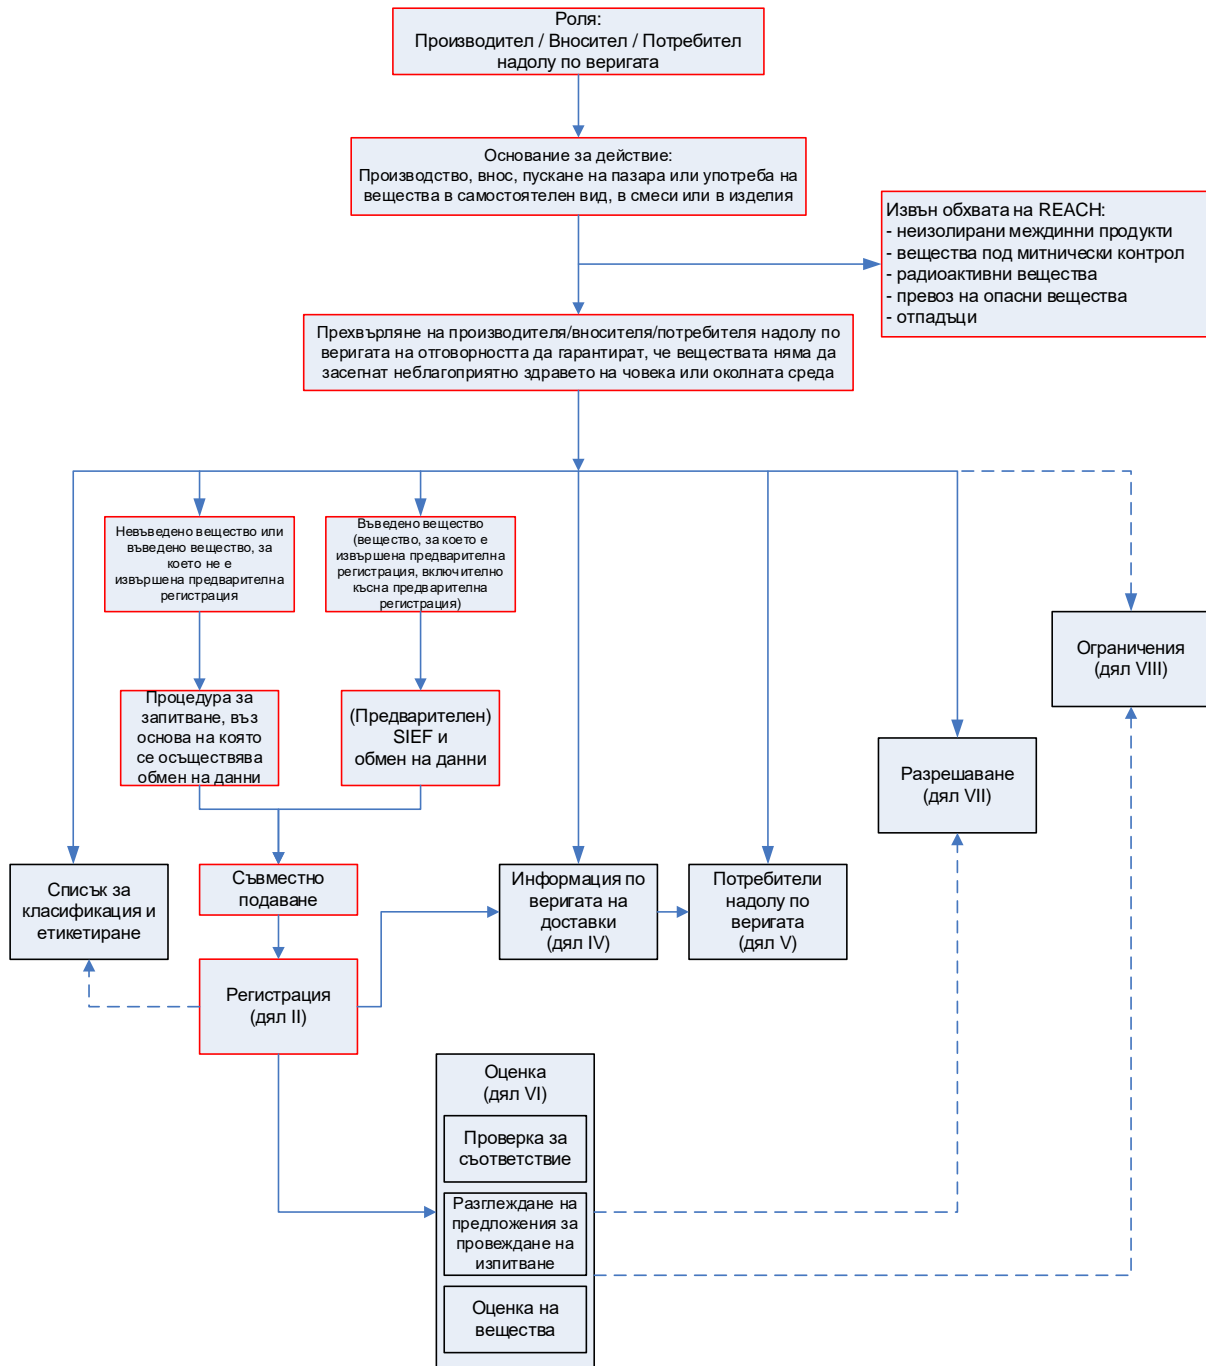 Роля:
Производител / Вносител / Потребител
надолу по веригата
Основание за действие:
Производство, внос, пускане на пазара или употреба на
вещества в самостоятелен вид, в смеси или в изделия
Извън обхвата на REACH:
- неизолирани междинни продукти
- вещества под митнически контрол
- радиоактивни вещества
- превоз на опасни вещества
- отпадъци
Прехвърляне на производителя/вносителя/потребителя надолу по
веригата на отговорността да гарантират, че веществата няма да
засегнат неблагоприятно здравето на човека или околната среда
Невъведено вещество или
въведено вещество, за
което не е
извършена предварителна
регистрация
Въведено вещество
(вещество, за което е
извършена предварителна
регистрация, включително
късна предварителна
регистрация)
Ограничения
(дял VIII)
Процедура за
запитване, въз
основа на която
се осъществява
обмен на данни
(Предварителен)
SIEF и
обмен на данни
Разрешаване
(дял VII)
Списък за
класификация и
етикетиране
Съвместно
подаване
Информация по
веригата на
доставки
(дял IV)
Потребители
надолу по
веригата
(дял V)
Регистрация
(дял II)
Оценка
(дял VI)
Проверка за
съответствие
Разглеждане на
предложения за
провеждане на
изпитване
Оценка на
вещества